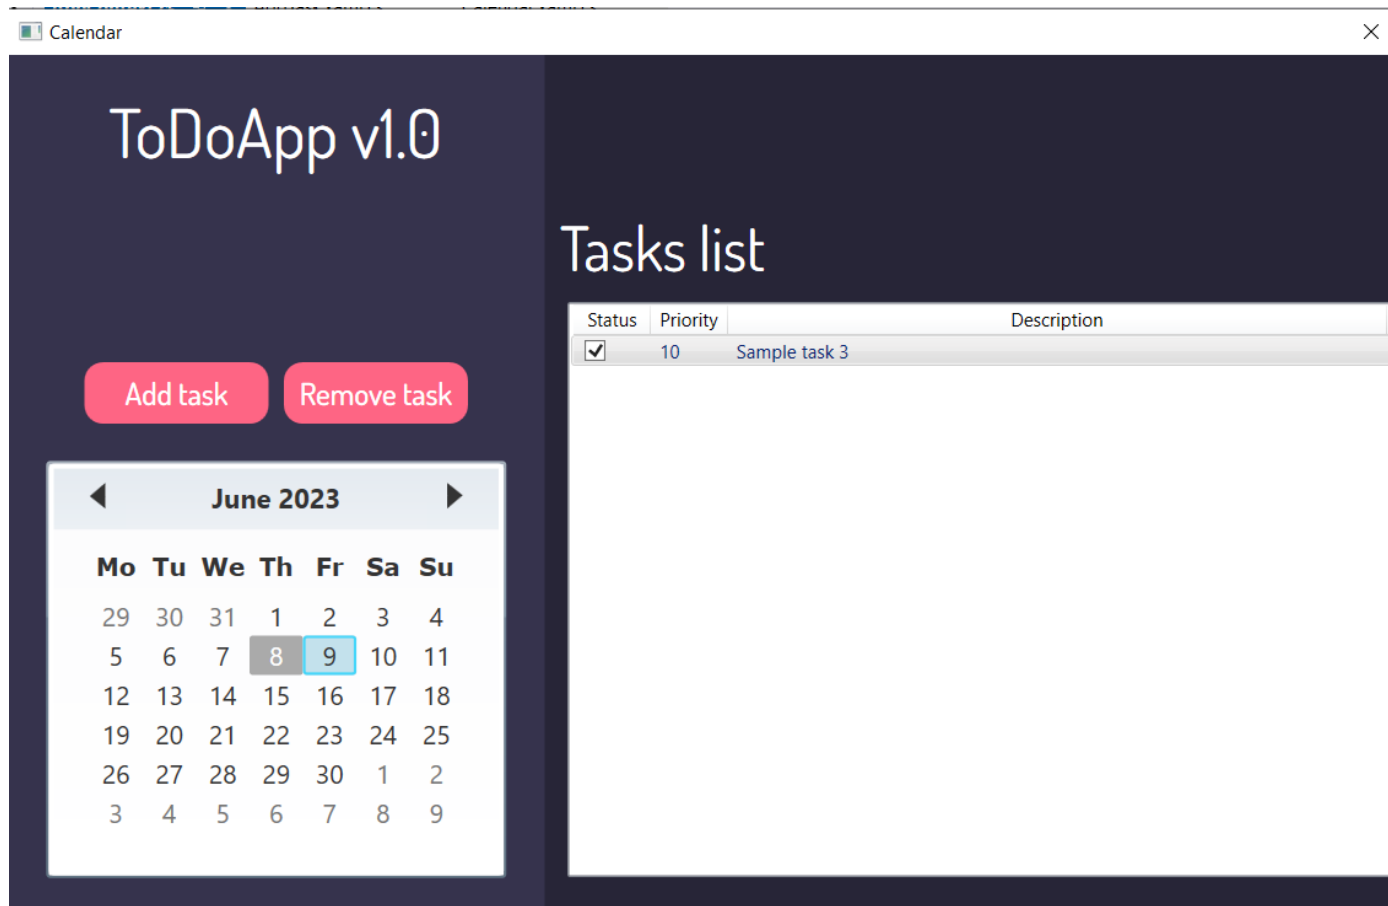 Calendar
ToDoApp v1.0
Tasks list
Status Priority Description
10 Sample task 3
Add task Remove task
June 2023
Mo Tu We Th Fr Sa Su
29 30 31 1 2 3 4
5 6 7 8 9 10 11
12 13 14 15 16 17 18
19 20 21 22 23 24 25
26 27 28 29 30 1 2
3 4 5 6 7 8 9